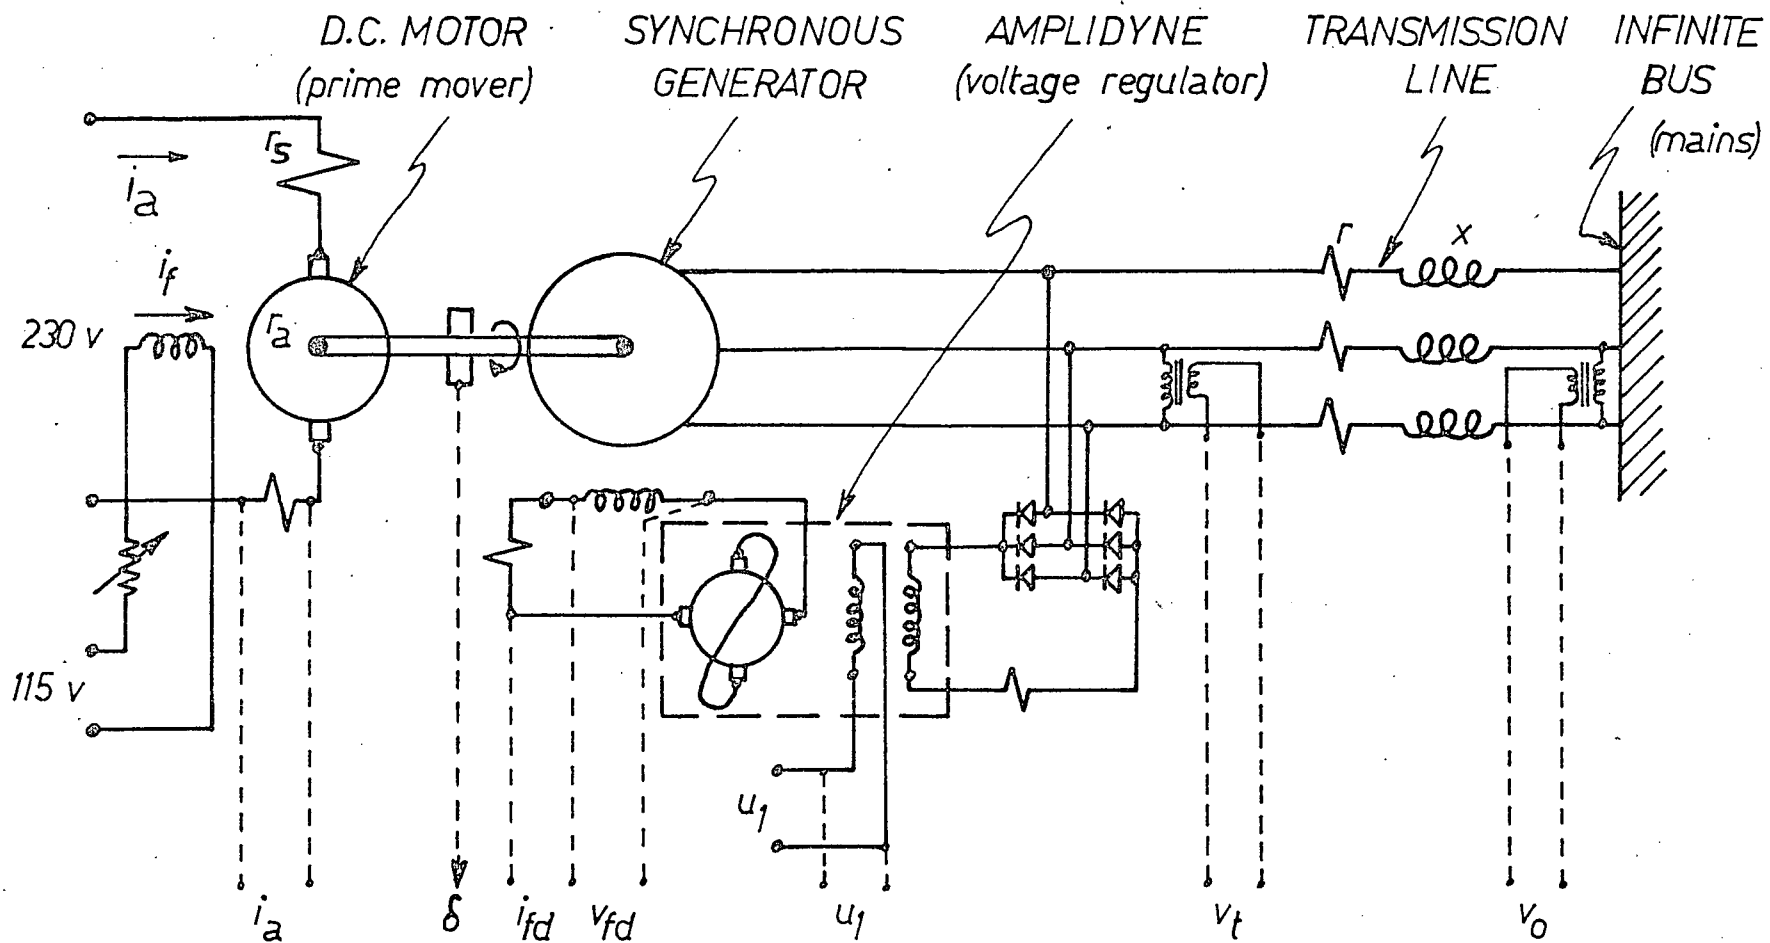 D.C. MOTOR
(prime mover)
SYNCHRONOUS
GENERATOR
AMPLIDYNE
(voltage regulator)
TRANSMISSION
LINE
INFINITE
BUS
(mains)
rs
ia
if
230 v
ra
r
x
115 v
u1
ia
δ
ifd
vfd
u1
vt
vo